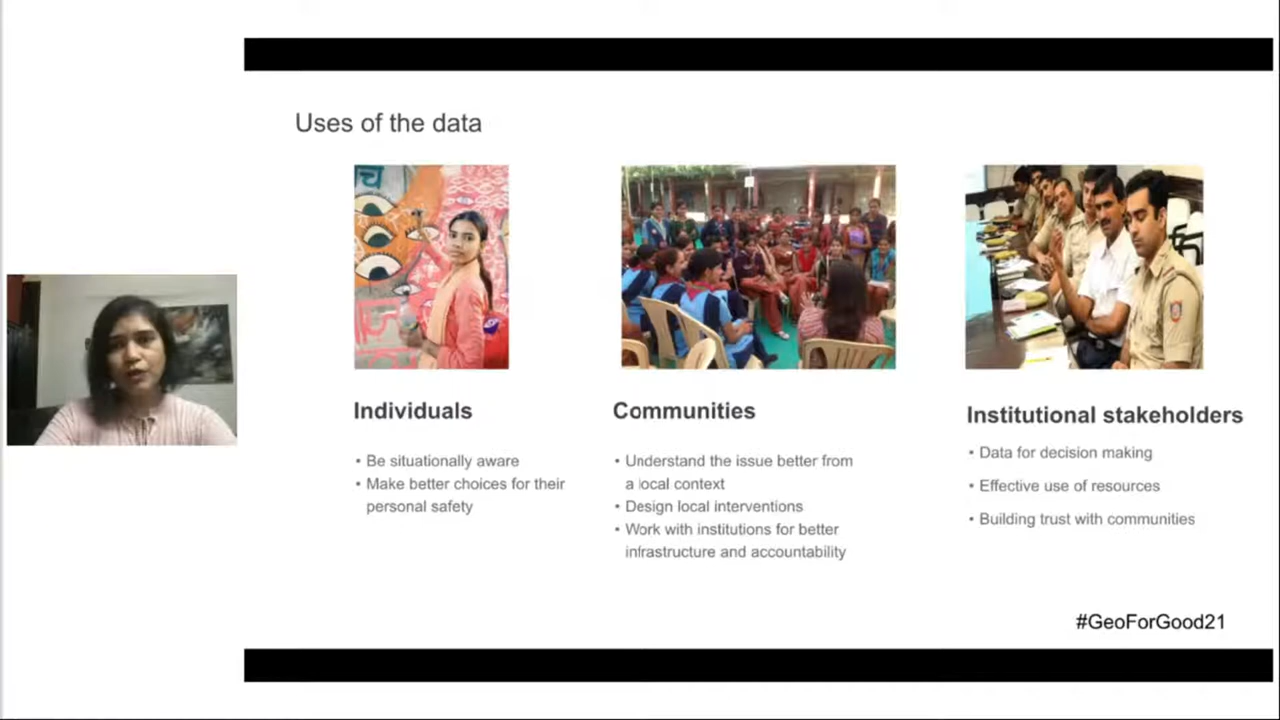 Uses of the data
च
Individuals
• Be situationally aware
• Make better choices for their
personal safety
Communities
• Understand the issue better from
a local context
• Design local interventions
• Work with institutions for better
infrastructure and accountability
Institutional stakeholders
• Data for decision making
• Effective use of resources
• Building trust with communities
#GeoForGood21